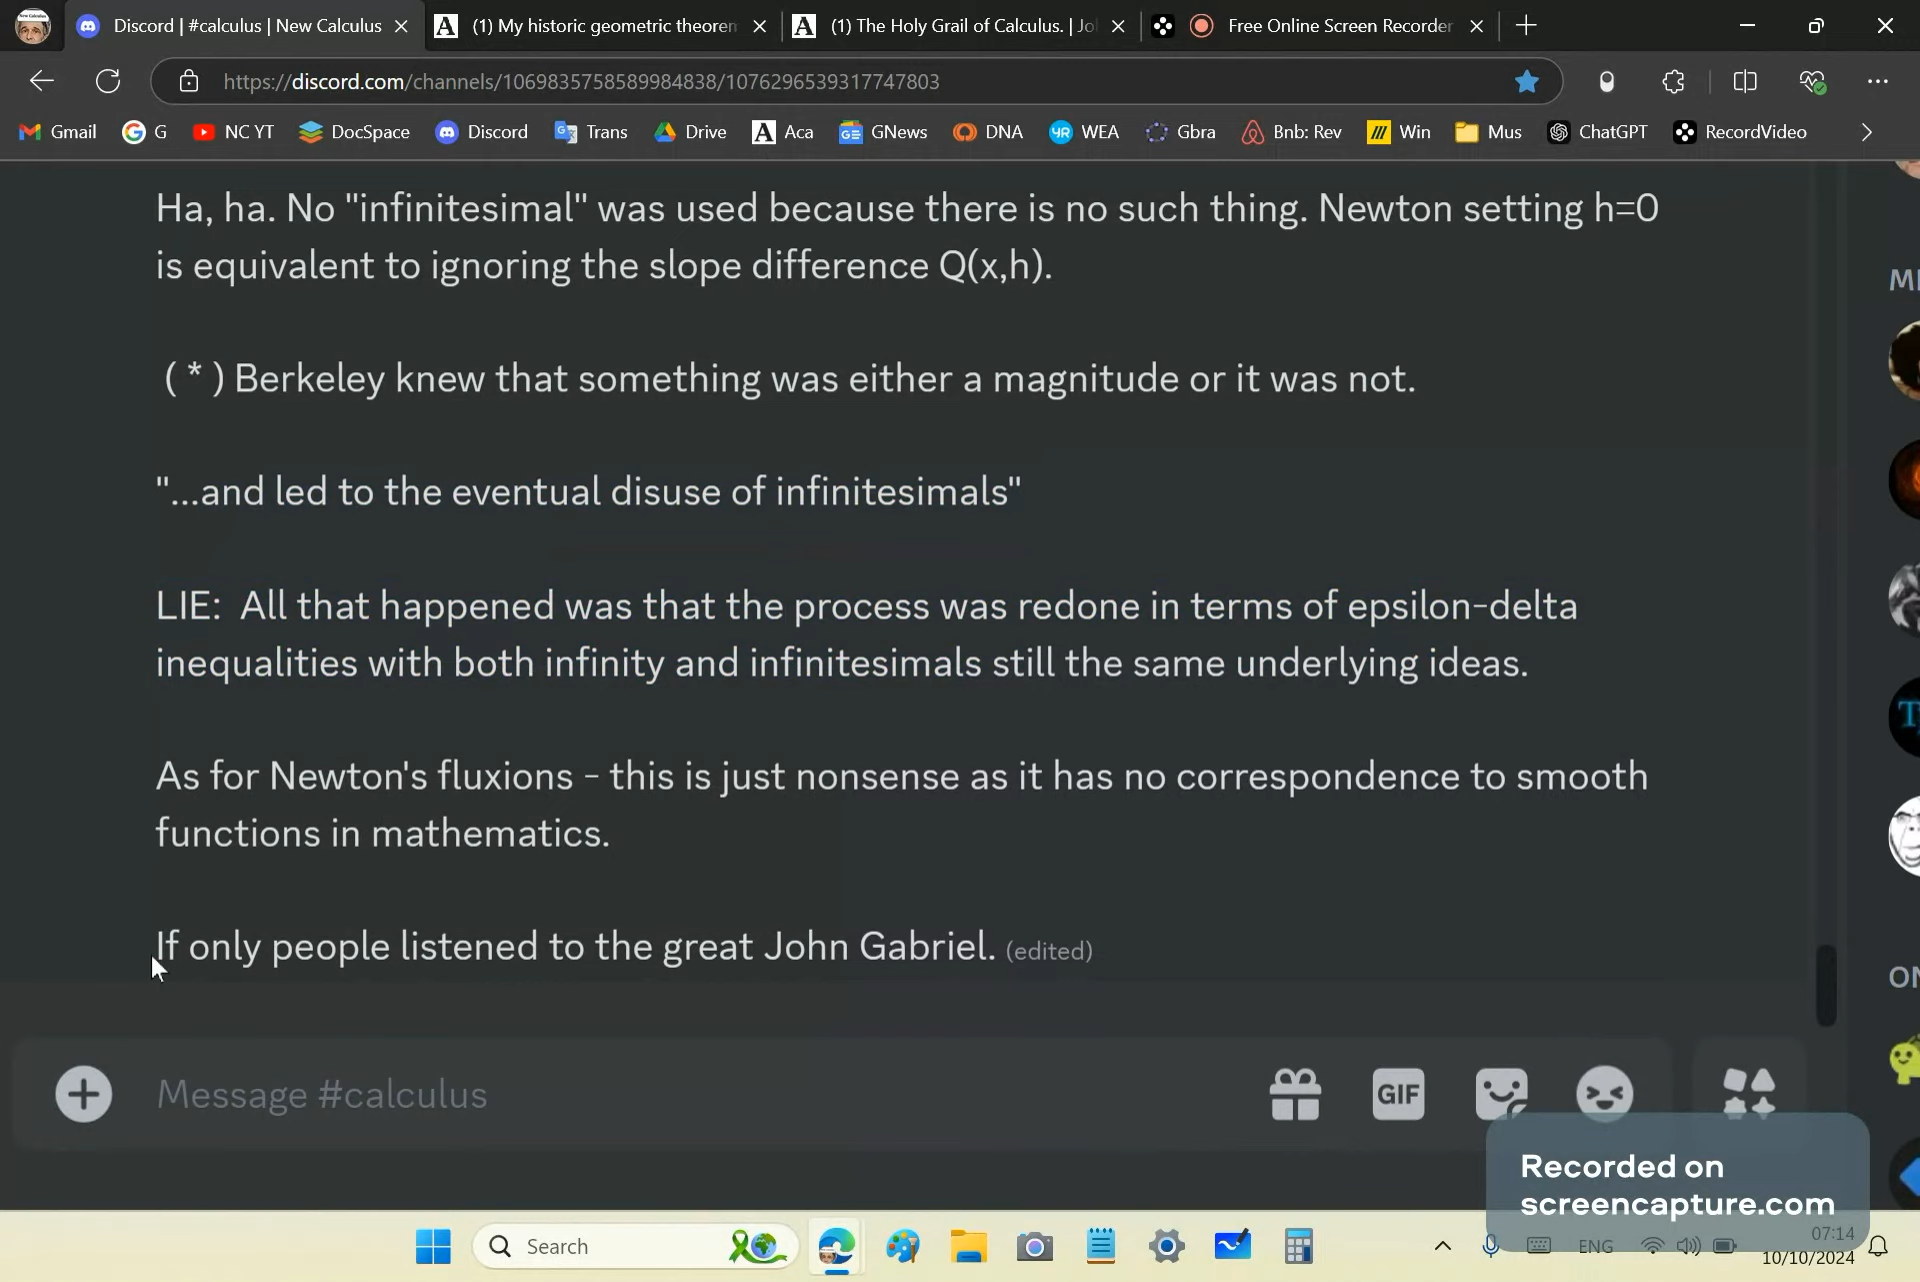 Discord | #calculus | New Calculus
(1) My historic geometric theorem
(1) The Holy Grail of Calculus. | Jo
Free Online Screen Recorder
https://discord.com/channels/1069835758589984838/1076296539317747803
Gmail G NC YT DocSpace Discord Trans Drive Aca GNews DNA WEA Gbra Bnb: Rev Win Mus ChatGPT RecordVideo
Ha, ha. No "infinitesimal" was used because there is no such thing. Newton setting h=0
is equivalent to ignoring the slope difference Q(x,h).
( * ) Berkeley knew that something was either a magnitude or it was not.
"...and led to the eventual disuse of infinitesimals"
LIE: All that happened was that the process was redone in terms of epsilon-delta
inequalities with both infinity and infinitesimals still the same underlying ideas.
As for Newton's fluxions - this is just nonsense as it has no correspondence to smooth
functions in mathematics.
If only people listened to the great John Gabriel. (edited)
Message #calculus
GIF
Recorded on
screencapture.com
Search
ENG
07:14
10/10/2024